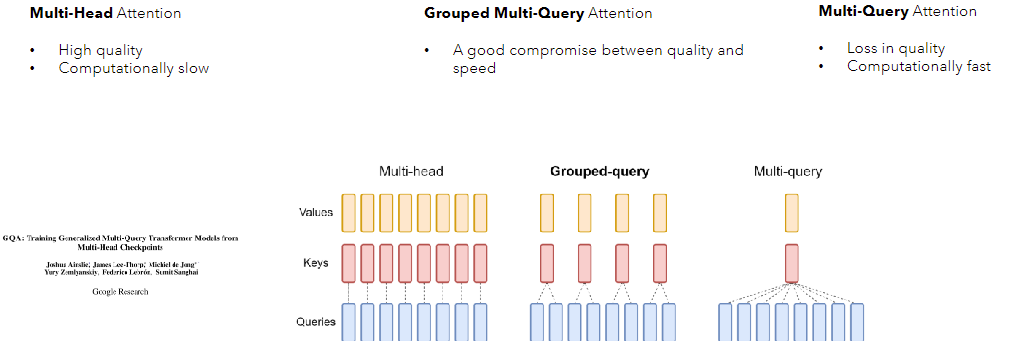 Multi-Head Attention
• High quality
• Computationally slow
Grouped Multi-Query Attention
• A good compromise between quality and
speed
Multi-Query Attention
• Loss in quality
• Computationally fast
Multi-head
Grouped-query
Multi-query
Values
Keys
Queries
GQA: Training Generalized Multi-Query Transformer Models from
Multi-Head Checkpoints
Joshua Ainslie, James Lee-Thorp, Michiel de Jong
Yury Zemlyanskiy, Federico Lebrón, Sumit Sanghai
Google Research